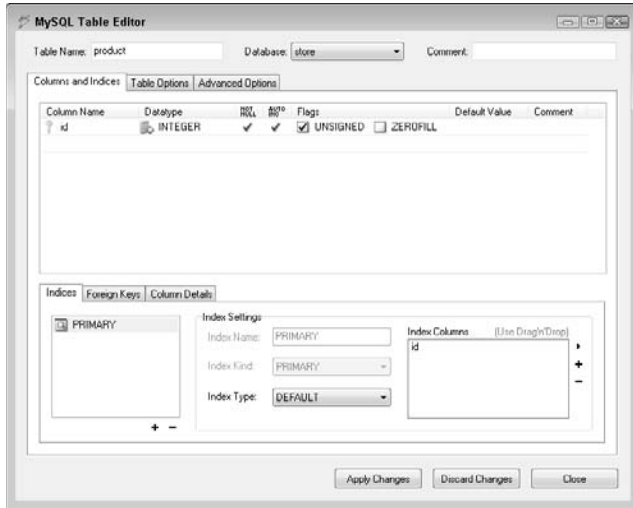 MySQL Table Editor
Table Name: product Database: store Comment:
Columns and Indices Table Options Advanced Options
Column Name Datatype NOT NULL AUTO INC Flags Default Value Comment
id INTEGER UNSIGNED ZEROFILL
Indices Foreign Keys Column Details
PRIMARY
Index Settings
Index Name: PRIMARY
Index Kind: PRIMARY
Index Type: DEFAULT
Index Columns (Use Drag'n'Drop)
id
Apply Changes Discard Changes Close